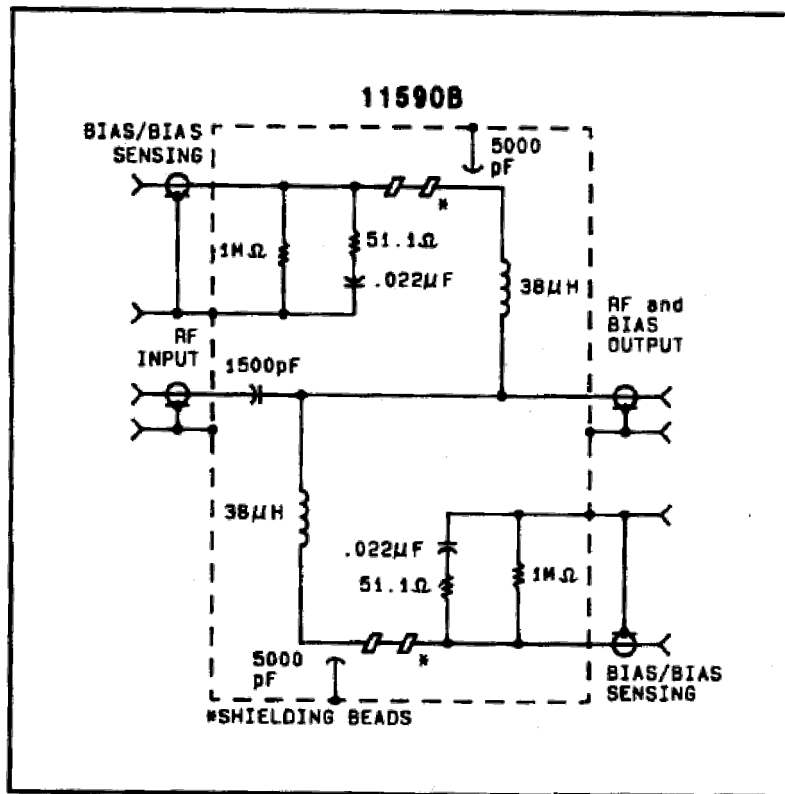 11590B
BIAS/BIAS
SENSING
5000
pF
*
1MΩ
51.1Ω
.022µF
38µH
RF and
BIAS
OUTPUT
RF
INPUT
1500pF
38µH
.022µF
51.1Ω
1MΩ
5000
pF
*
BIAS/BIAS
SENSING
*SHIELDING BEADS